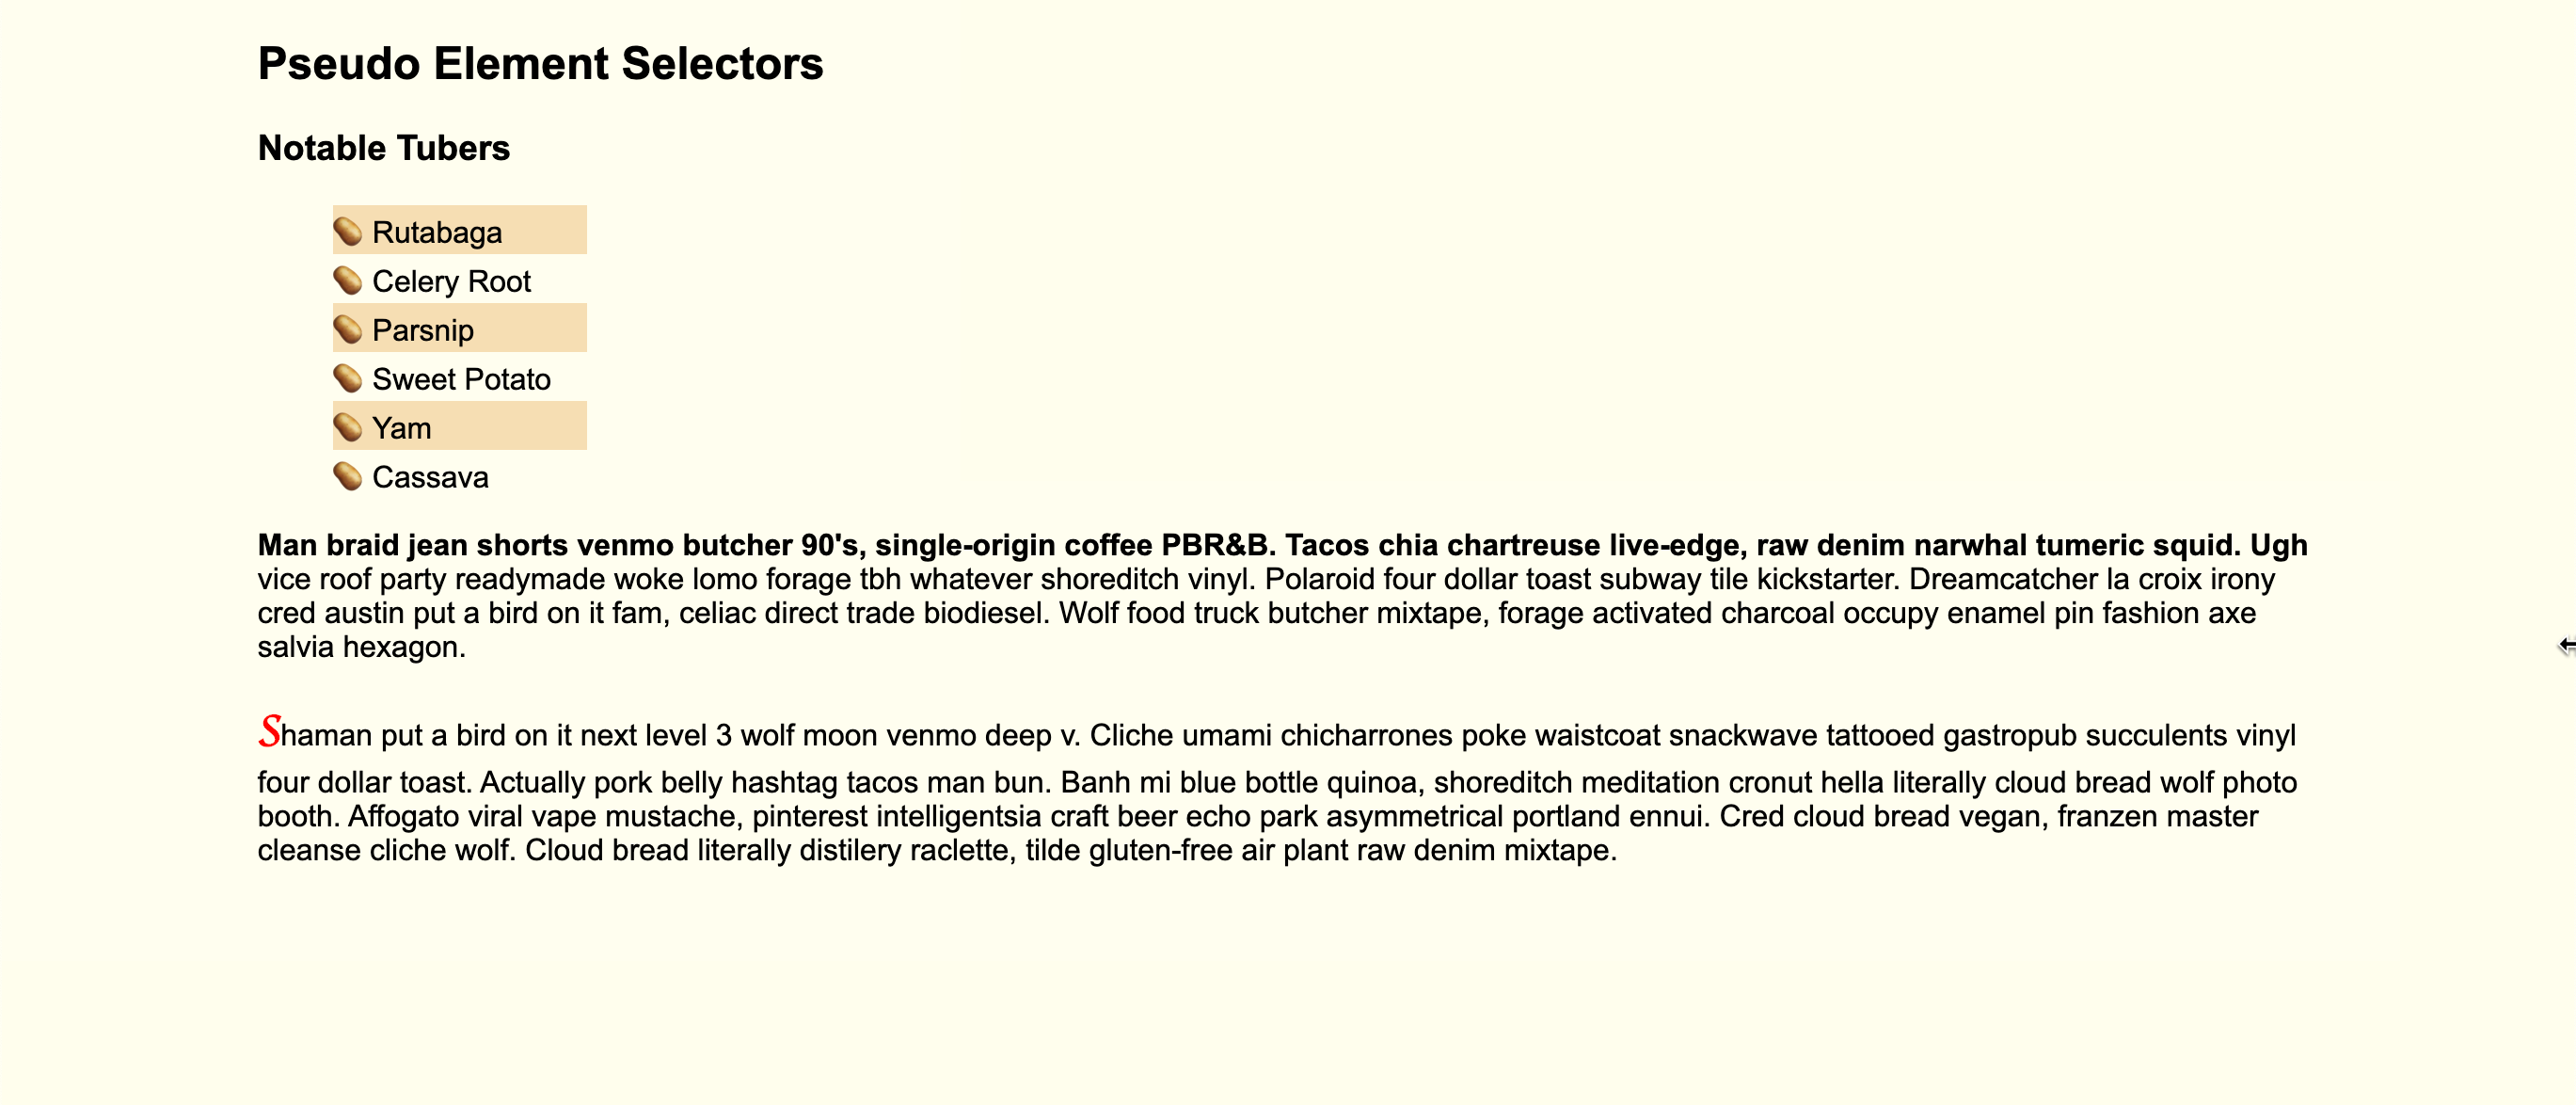 Pseudo Element Selectors
Notable Tubers
🥔 Rutabaga
🥔 Celery Root
🥔 Parsnip
🥔 Sweet Potato
🥔 Yam
🥔 Cassava
Man braid jean shorts venmo butcher 90's, single-origin coffee PBR&B. Tacos chia chartreuse live-edge, raw denim narwhal tumeric squid. Ugh
vice roof party readymade woke lomo forage tbh whatever shoreditch vinyl. Polaroid four dollar toast subway tile kickstarter. Dreamcatcher la croix irony
cred austin put a bird on it fam, celiac direct trade biodiesel. Wolf food truck butcher mixtape, forage activated charcoal occupy enamel pin fashion axe
salvia hexagon.
Shaman put a bird on it next level 3 wolf moon venmo deep v. Cliche umami chicharrones poke waistcoat snackwave tattooed gastropub succulents vinyl
four dollar toast. Actually pork belly hashtag tacos man bun. Banh mi blue bottle quinoa, shoreditch meditation cronut hella literally cloud bread wolf photo
booth. Affogato viral vape mustache, pinterest intelligentsia craft beer echo park asymmetrical portland ennui. Cred cloud bread vegan, franzen master
cleanse cliche wolf. Cloud bread literally distilery raclette, tilde gluten-free air plant raw denim mixtape.